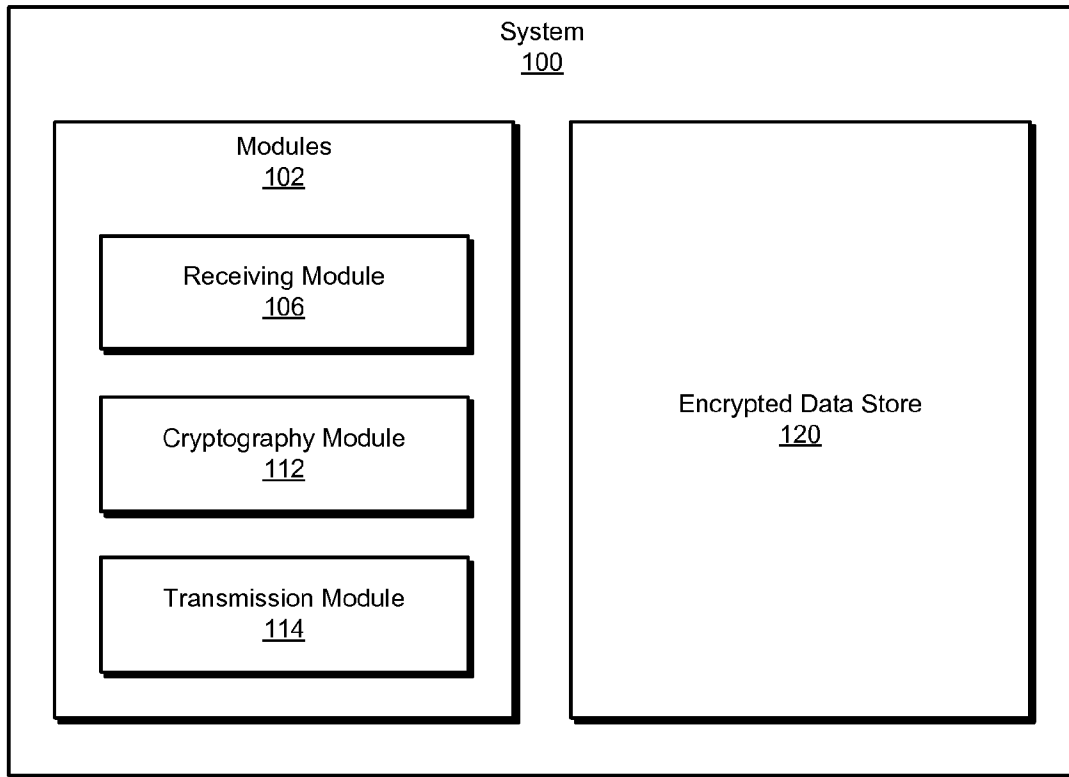 System
100
Modules
102
Receiving Module
106
Cryptography Module
112
Transmission Module
114
Encrypted Data Store
120